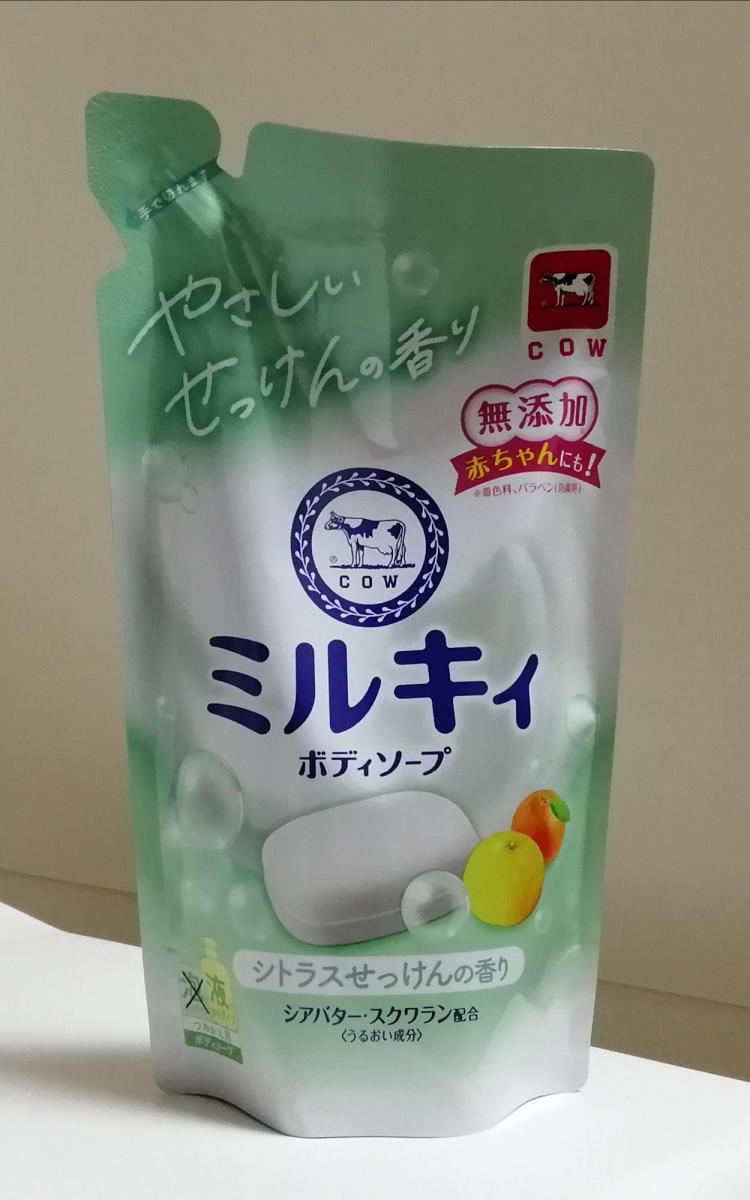 手で切れます
やさしい
せっけんの香り
COW
無添加
赤ちゃんにも!
※着色料、パラベン(防腐剤)
®
COW
ミルキィ
ボディソープ
シトラスせっけんの香り
泡 液
つめかえ用
ボディソープ
シアバター・スクワラン配合
〈うるおい成分〉